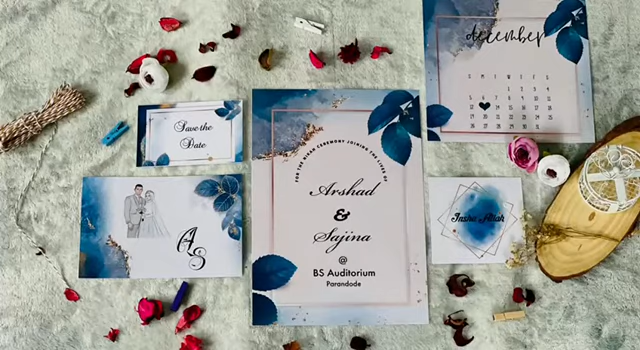 december
Save the
Date
FOR THE NIKAH CEREMONY JOINING THE LIVES OF
Arshad
&
Sajina
@
BS Auditorium
Parandode
AS
Insha Allah